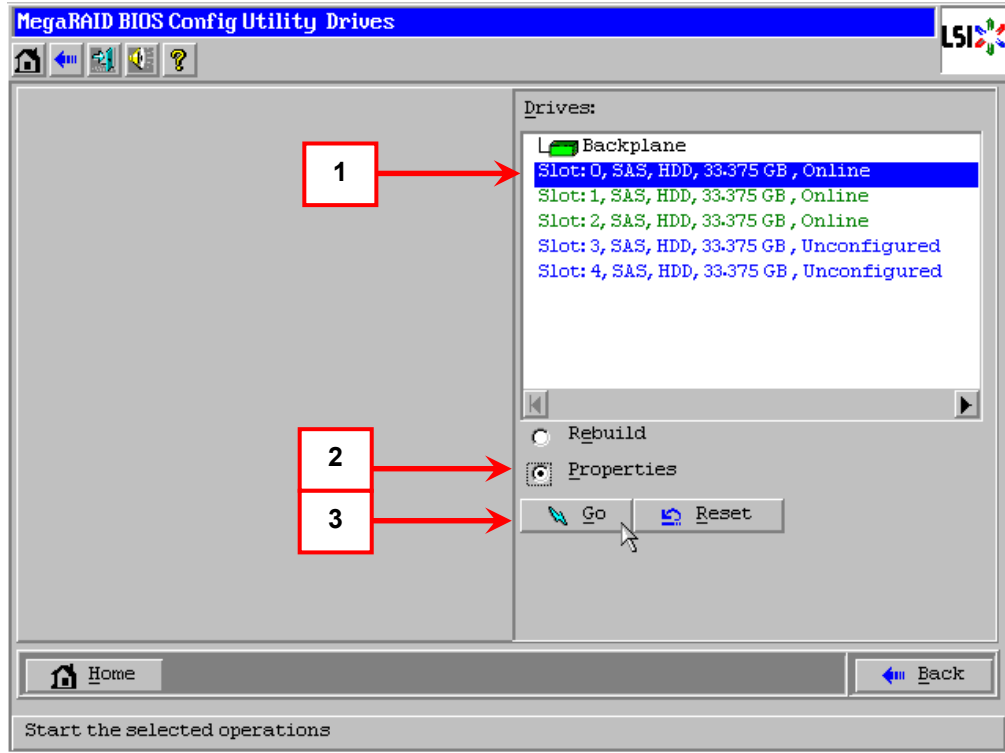 MegaRAID BIOS Config Utility Drives
LSI
?
Drives:
Backplane
1
Slot: 0, SAS, HDD, 33.375 GB , Online
Slot: 1, SAS, HDD, 33.375 GB , Online
Slot: 2, SAS, HDD, 33.375 GB , Online
Slot: 3, SAS, HDD, 33.375 GB , Unconfigured
Slot: 4, SAS, HDD, 33.375 GB , Unconfigured
Rebuild
2
Properties
3
Go
Reset
Home
Back
Start the selected operations